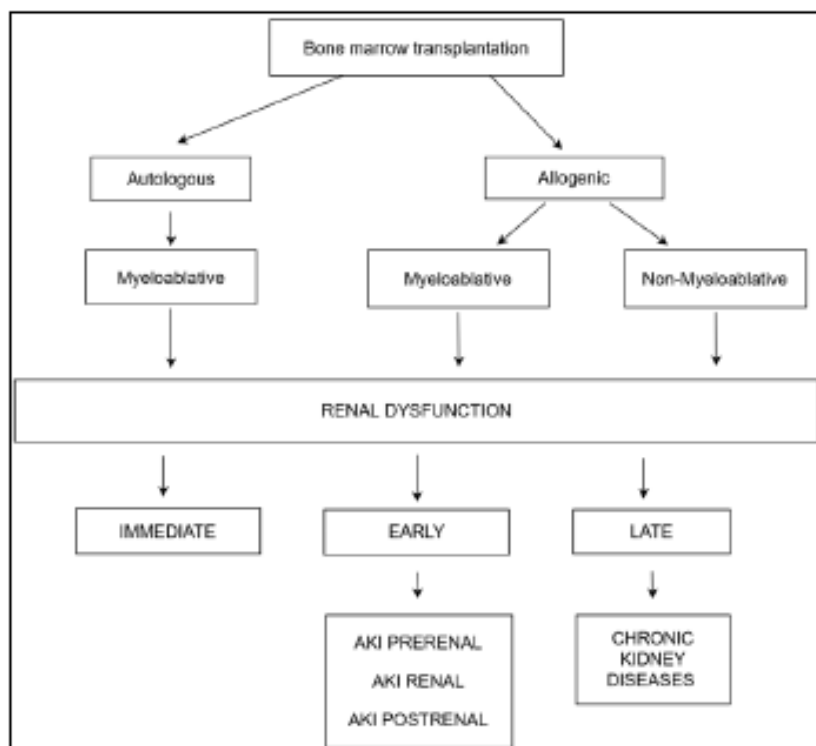 Bone marrow transplantation
Autologous
Allogenic
Myeloablative
Myeloablative
Non-Myeloablative
RENAL DYSFUNCTION
IMMEDIATE
EARLY
LATE
AKI PRERENAL
AKI RENAL
AKI POSTRENAL
CHRONIC
KIDNEY
DISEASES